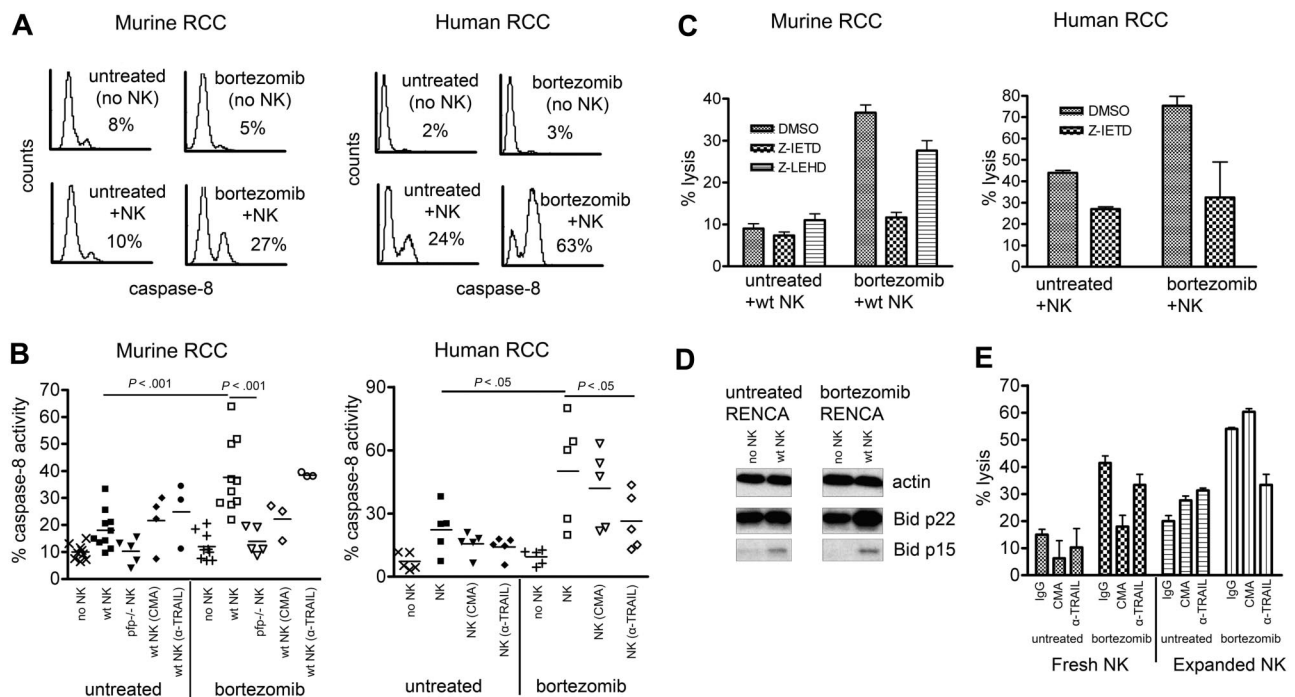 A
Murine RCC
Human RCC
untreated
(no NK)
8%
bortezomib
(no NK)
5%
untreated
(no NK)
2%
bortezomib
(no NK)
3%
counts
counts
untreated
+NK
10%
bortezomib
+NK
27%
untreated
+NK
24%
bortezomib
+NK
63%
caspase-8
caspase-8
B
Murine RCC
P < .001
P < .001
% caspase-8 activity
70
60
50
40
30
20
10
0
no NK
wt NK
pfp-/- NK
wt NK (CMA)
wt NK (α-TRAIL)
no NK
wt NK
pfp-/- NK
wt NK (CMA)
wt NK (α-TRAIL)
untreated
bortezomib
Human RCC
P < .05
P < .05
% caspase-8 activity
90
60
30
0
no NK
NK
NK (CMA)
NK (α-TRAIL)
no NK
NK
NK (CMA)
NK (α-TRAIL)
untreated
bortezomib
C
Murine RCC
% lysis
40
30
20
10
0
DMSO
Z-IETD
Z-LEHD
untreated
+wt NK
bortezomib
+wt NK
Human RCC
% lysis
80
70
60
50
40
30
20
10
0
DMSO
Z-IETD
untreated
+NK
bortezomib
+NK
D
untreated
RENCA
bortezomib
RENCA
no NK
wt NK
no NK
wt NK
actin
Bid p22
Bid p15
E
% lysis
70
60
50
40
30
20
10
0
IgG
CMA
α-TRAIL
IgG
CMA
α-TRAIL
IgG
CMA
α-TRAIL
IgG
CMA
α-TRAIL
untreated
bortezomib
untreated
bortezomib
Fresh NK
Expanded NK